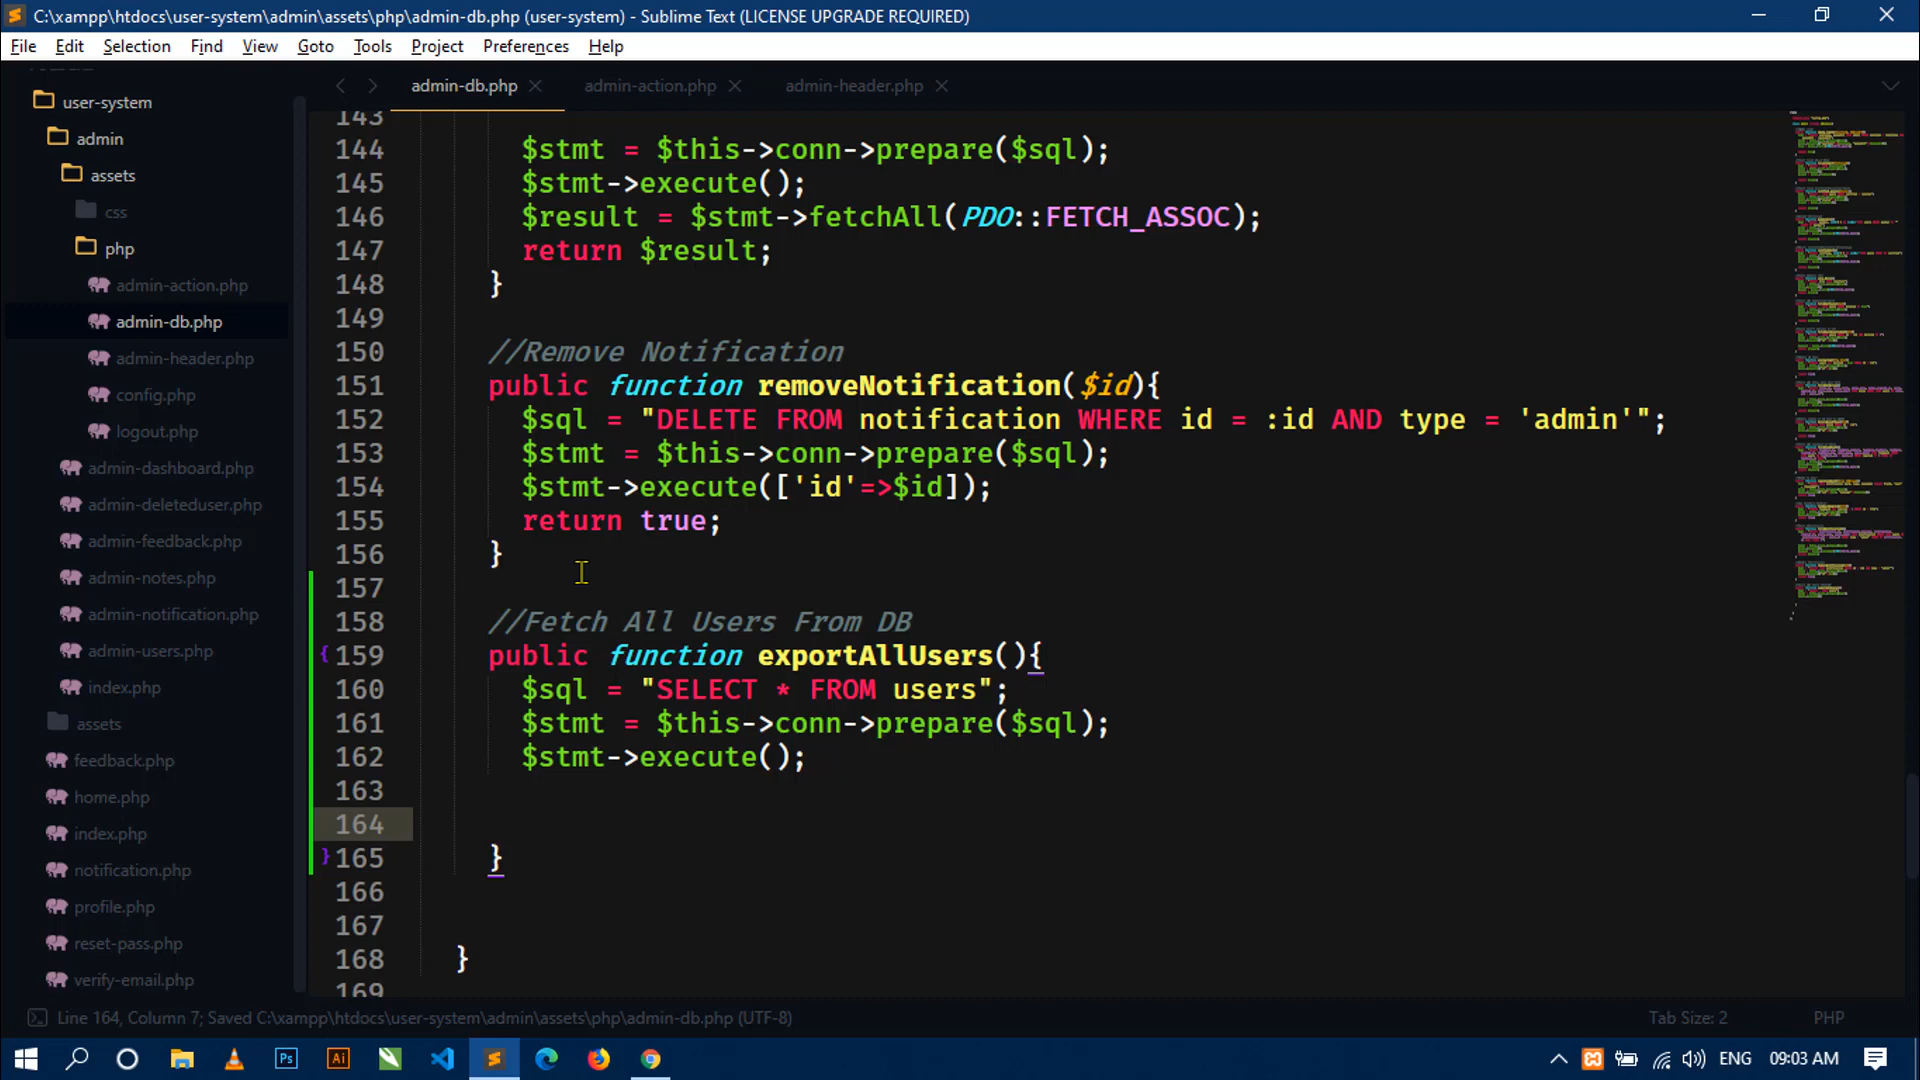 C:\xampp\htdocs\user-system\admin\assets\php\admin-db.php (user-system) - Sublime Text (LICENSE UPGRADE REQUIRED)
File Edit Selection Find View Goto Tools Project Preferences Help
admin-db.php admin-action.php admin-header.php
user-system
admin
assets
css
php
admin-action.php
admin-db.php
admin-header.php
config.php
logout.php
admin-dashboard.php
admin-deleteduser.php
admin-feedback.php
admin-notes.php
admin-notification.php
admin-users.php
index.php
assets
feedback.php
home.php
index.php
notification.php
profile.php
reset-pass.php
verify-email.php
143
144 $stmt = $this->conn->prepare($sql);
145 $stmt->execute();
146 $result = $stmt->fetchAll(PDO::FETCH_ASSOC);
147 return $result;
148 }
149
150 //Remove Notification
151 public function removeNotification($id){
152 $sql = "DELETE FROM notification WHERE id = :id AND type = 'admin'";
153 $stmt = $this->conn->prepare($sql);
154 $stmt->execute(['id'=>$id]);
155 return true;
156 }
157
158 //Fetch All Users From DB
159 public function exportAllUsers(){
160 $sql = "SELECT * FROM users";
161 $stmt = $this->conn->prepare($sql);
162 $stmt->execute();
163
164
165 }
166
167
168 }
169
Line 164, Column 7; Saved C:\xampp\htdocs\user-system\admin\assets\php\admin-db.php (UTF-8) Tab Size: 2 PHP
Ps Ai ENG 09:03 AM